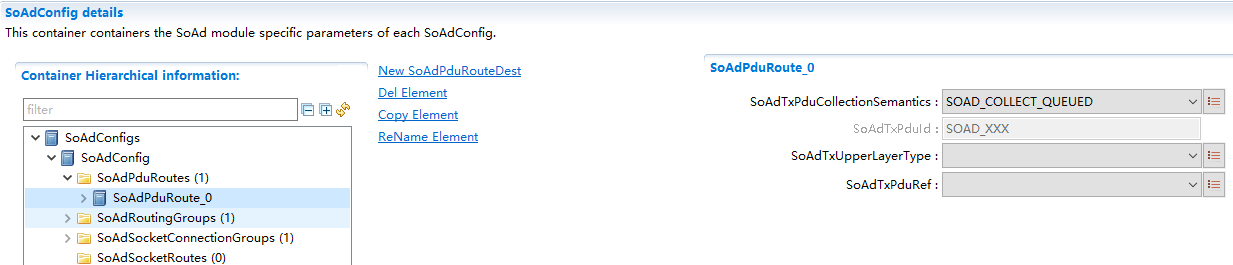 SoAdConfig details
This container containers the SoAd module specific parameters of each SoAdConfig.
Container Hierarchical information:
filter
SoAdConfigs
SoAdConfig
SoAdPduRoutes (1)
SoAdPduRoute_0
SoAdRoutingGroups (1)
SoAdSocketConnectionGroups (1)
SoAdSocketRoutes (0)
New SoAdPduRouteDest
Del Element
Copy Element
ReName Element
SoAdPduRoute_0
SoAdTxPduCollectionSemantics : SOAD_COLLECT_QUEUED
SoAdTxPduId : SOAD_XXX
SoAdTxUpperLayerType :
SoAdTxPduRef :